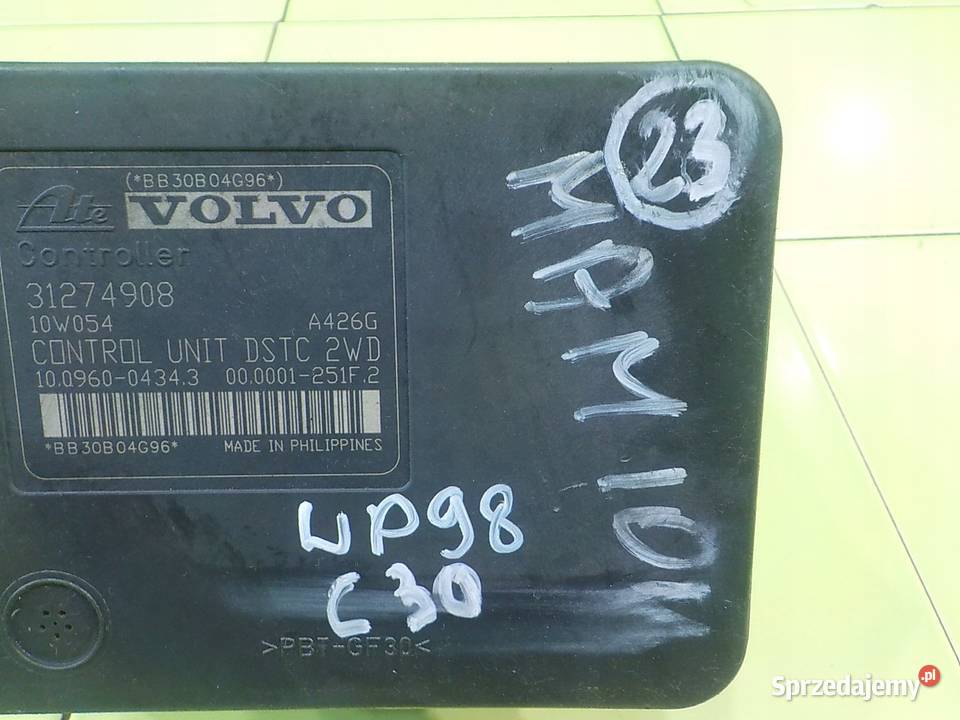 (*BB30B04G96*)
Ate VOLVO
Controller
31274908
10W054 A426G
CONTROL UNIT DSTC 2WD
10.0960-0434.3 00.0001-251F.2
*BB30B04G96* MADE IN PHILIPPINES
23
WP98
C30
>PBT-GF30<
Sprzedajemy.pl